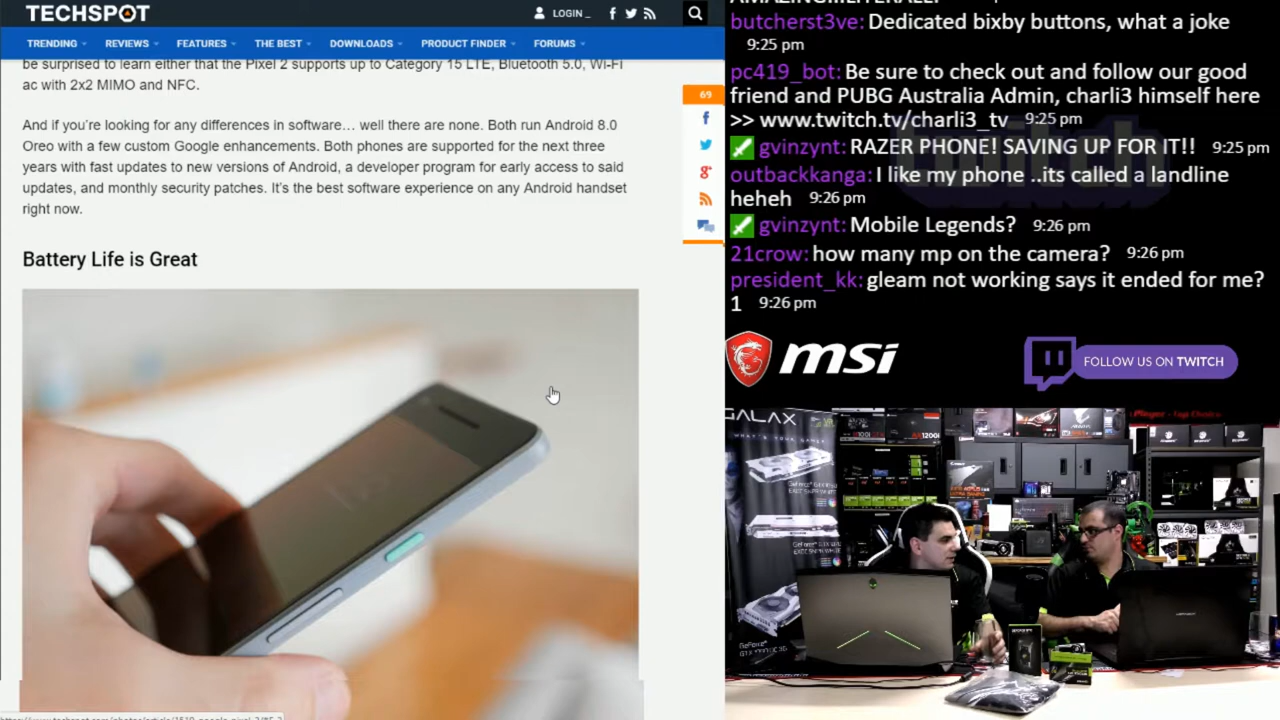 TECHSPOT
LOGIN
TRENDING
REVIEWS
FEATURES
THE BEST
DOWNLOADS
PRODUCT FINDER
FORUMS
be surprised to learn either that the Pixel 2 supports up to Category 15 LTE, Bluetooth 5.0, Wi-Fi
ac with 2x2 MIMO and NFC.
69
And if you're looking for any differences in software… well there are none. Both run Android 8.0
Oreo with a few custom Google enhancements. Both phones are supported for the next three
years with fast updates to new versions of Android, a developer program for early access to said
updates, and monthly security patches. It's the best software experience on any Android handset
right now.
Battery Life is Great
butcherst3ve: Dedicated bixby buttons, what a joke
9:25 pm
pc419_bot: Be sure to check out and follow our good
friend and PUBG Australia Admin, charli3 himself here
>> www.twitch.tv/charli3_tv 9:25 pm
gvinzynt: RAZER PHONE! SAVING UP FOR IT!! 9:25 pm
outbackkanga: I like my phone ..its called a landline
heheh 9:26 pm
gvinzynt: Mobile Legends? 9:26 pm
21crow: how many mp on the camera? 9:26 pm
president_kk: gleam not working says it ended for me?
1 9:26 pm
msi
FOLLOW US ON TWITCH
GALAX
WHAT'S YOUR GAME?